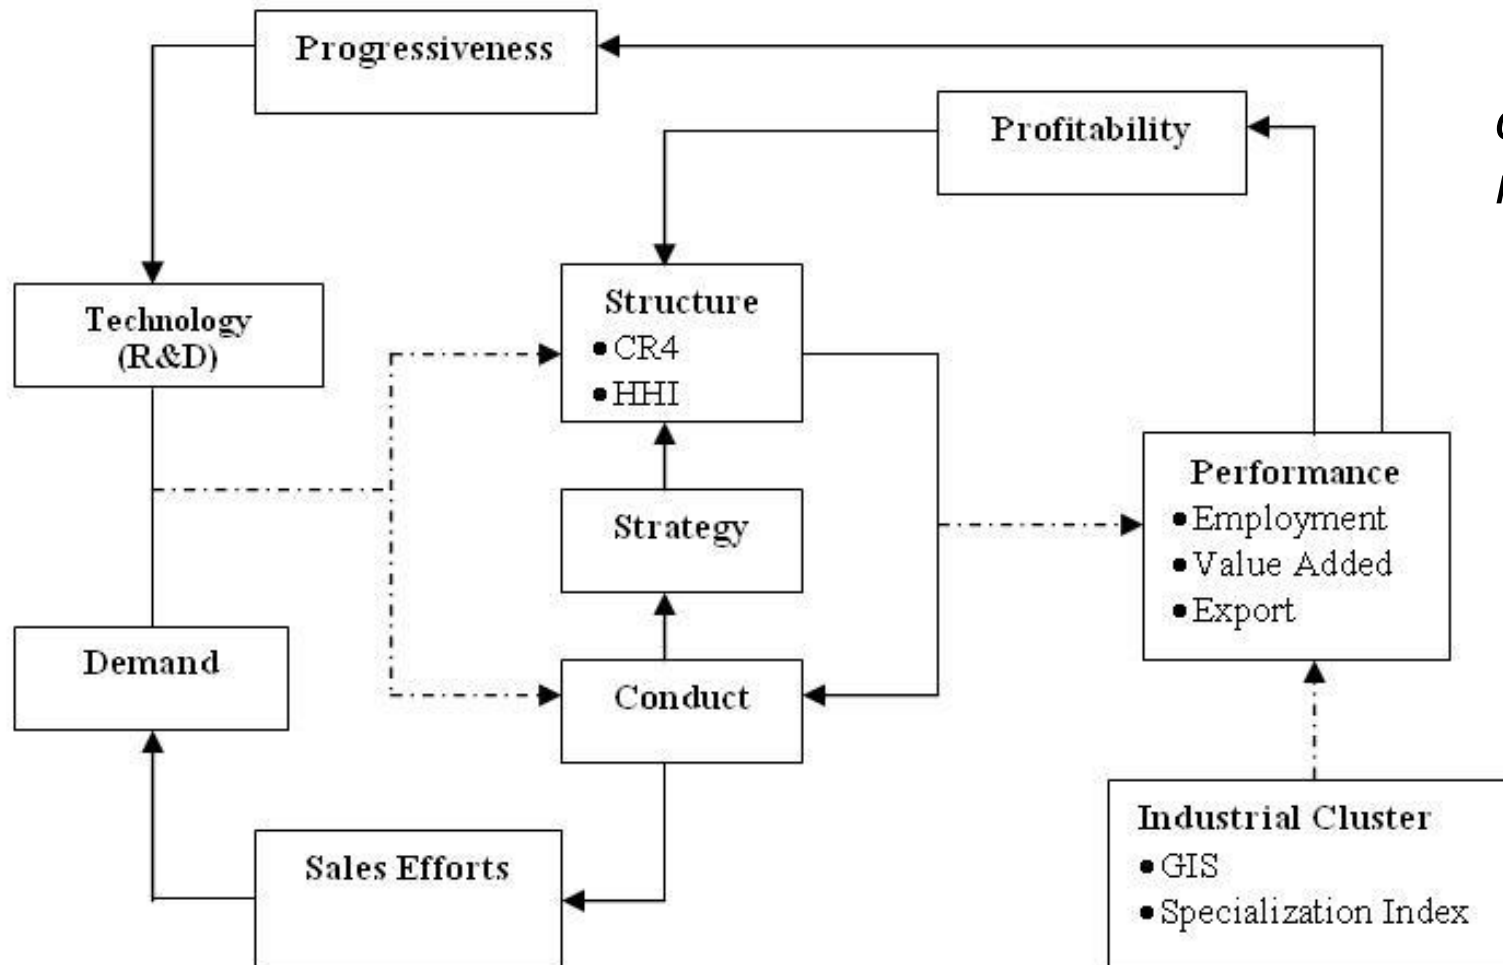 Progressiveness
Profitability
Technology
(R&D)
Structure
●CR4
●HHI
Performance
●Employment
●Value Added
●Export
Strategy
Demand
Conduct
Industrial Cluster
●GIS
●Specialization Index
Sales Efforts